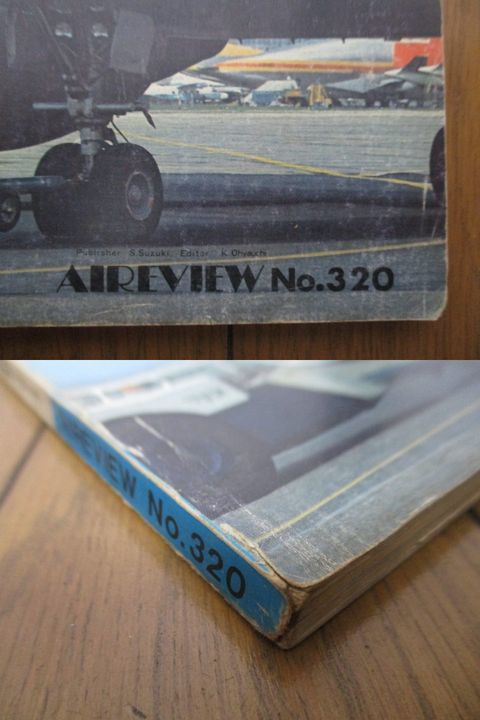 Publisher S.Suzuki, Editor K.Ohyauchi
AIREVIEW No.320
AIREVIEW No.320